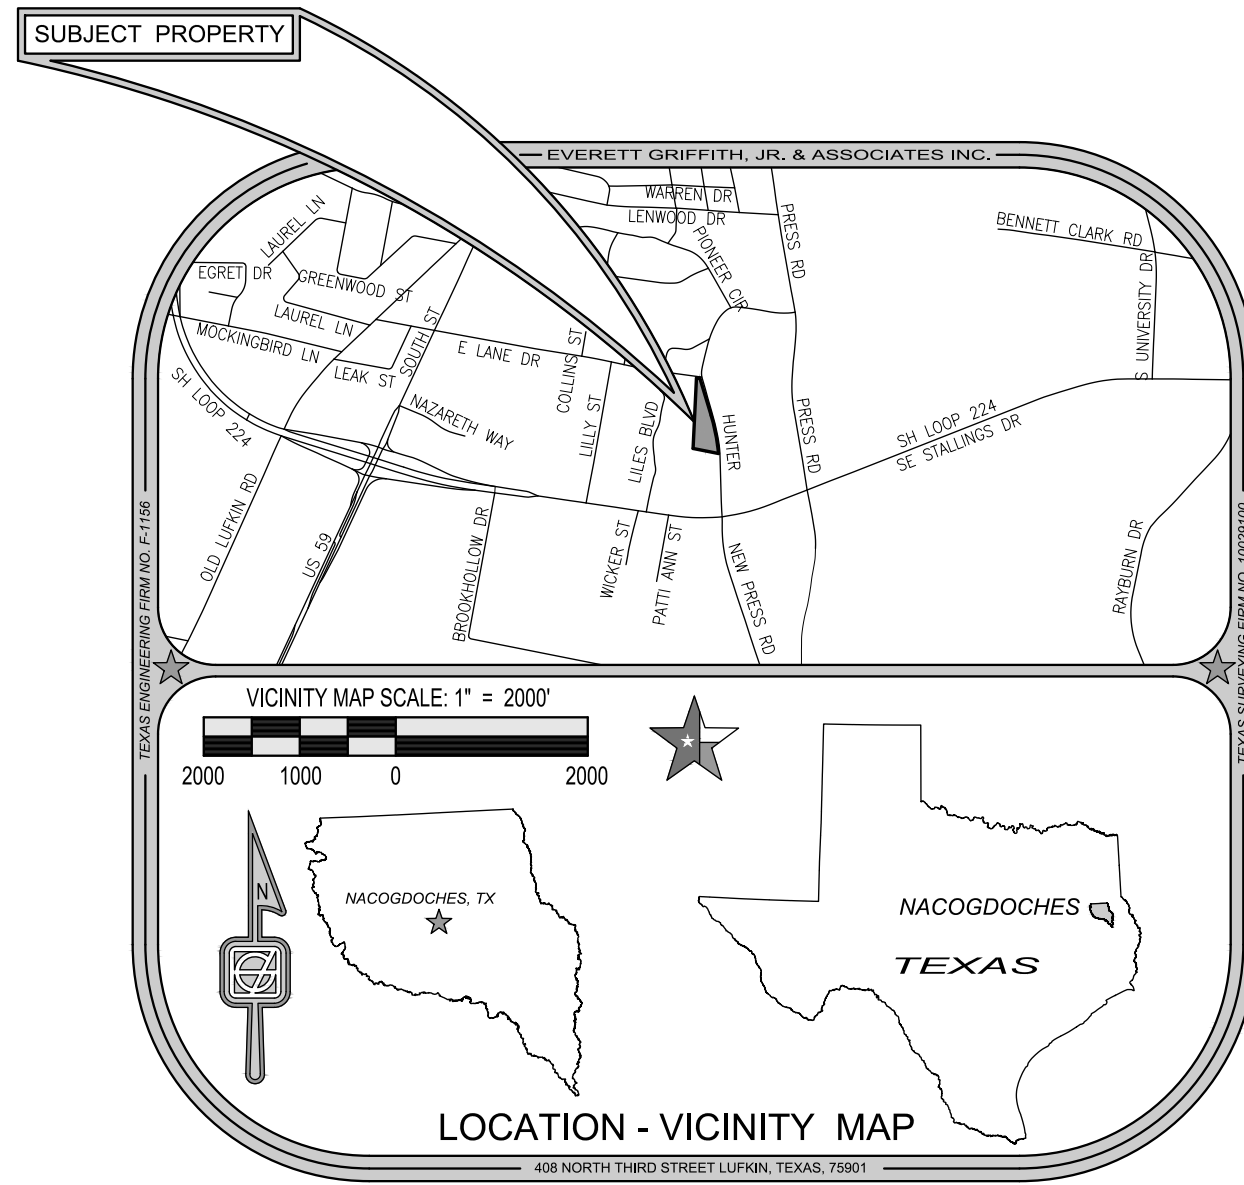 SUBJECT PROPERTY
EVERETT GRIFFITH, JR. & ASSOCIATES INC.
WARREN DR
LENWOOD DR
PIONEER CIR
PRESS RD
BENNETT CLARK RD
S UNIVERSITY DR
LAUREL LN
EGRET DR
GREENWOOD ST
LAUREL LN
MOCKINGBIRD LN
LEAK ST
SOUTH ST
E LANE DR
COLLINS ST
SH LOOP 224
NAZARETH WAY
LILLY ST
LILES BLVD
HUNTER
PRESS RD
SH LOOP 224
SE STALLINGS DR
OLD LUFKIN RD
US 59
BROOKHOLLOW DR
WICKER ST
PATTI ANN ST
NEW PRESS RD
RAYBURN DR
TEXAS ENGINEERING FIRM NO. F-1156
TEXAS SURVEYING FIRM NO. 10029100
VICINITY MAP SCALE: 1" = 2000'
2000 1000 0 2000
N
NACOGDOCHES, TX
NACOGDOCHES
TEXAS
LOCATION - VICINITY MAP
408 NORTH THIRD STREET LUFKIN, TEXAS, 75901